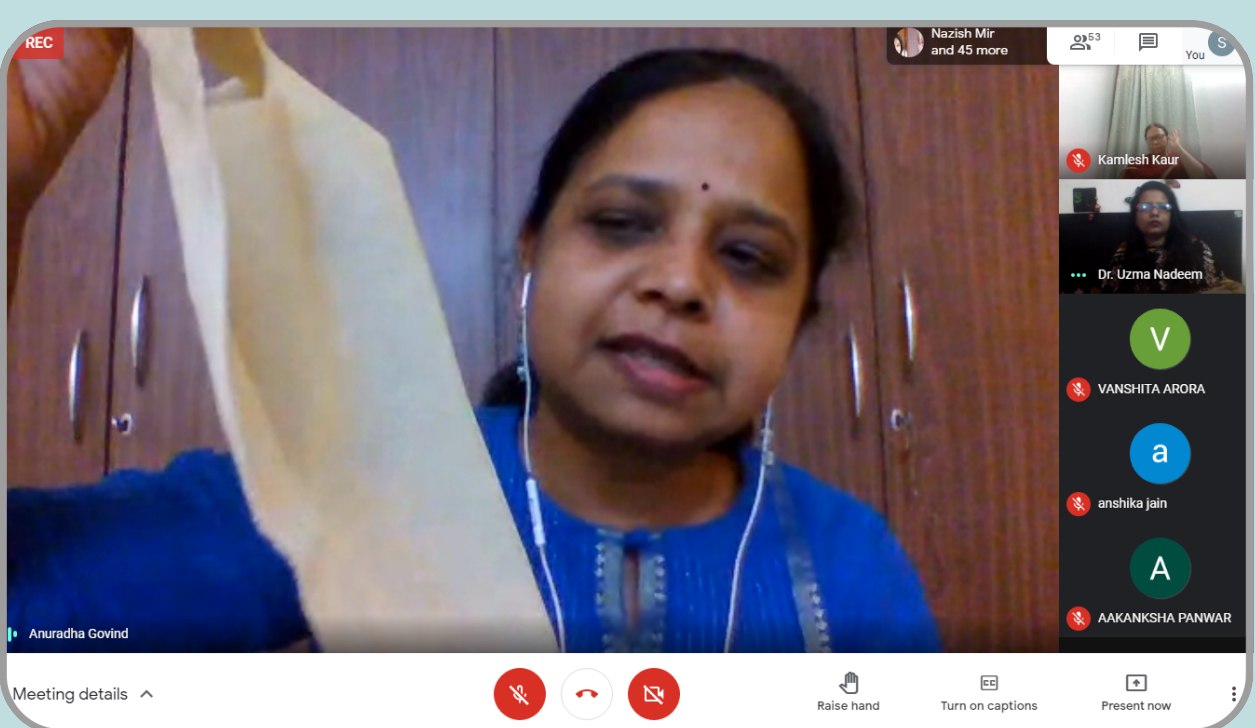 REC
Nazish Mir
and 45 more
53
You
S
Kamlesh Kaur
Dr. Uzma Nadeem
V
VANSHITA ARORA
a
anshika jain
A
AAKANKSHA PANWAR
Anuradha Govind
Meeting details
CC
Raise hand
Turn on captions
Present now